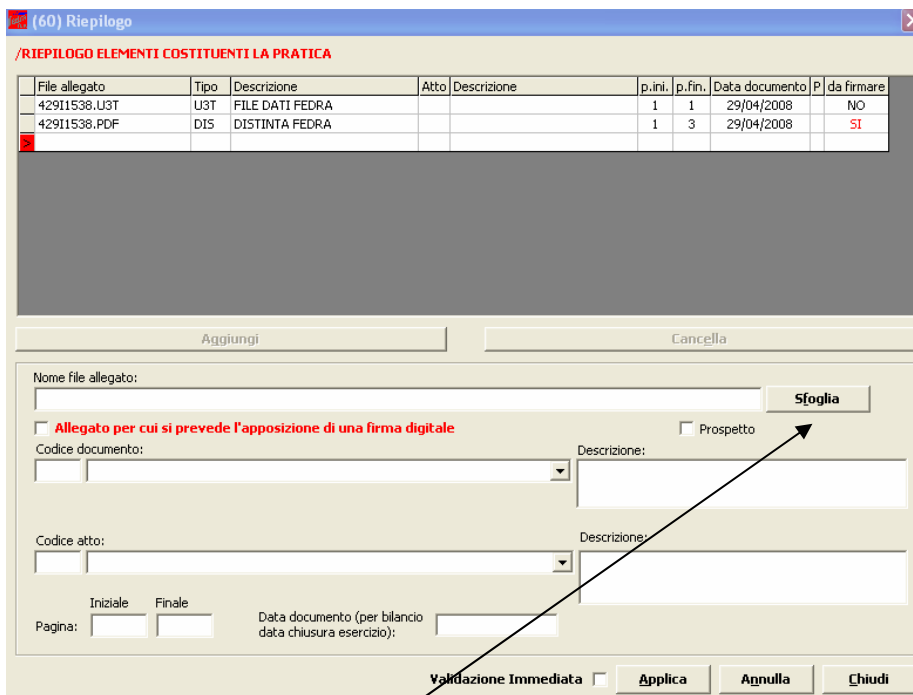 (60) Riepilogo
/RIEPILOGO ELEMENTI COSTITUENTI LA PRATICA
File allegato Tipo Descrizione Atto Descrizione p.ini. p.fin. Data documento P da firmare
429I1538.U3T U3T FILE DATI FEDRA 1 1 29/04/2008 NO
429I1538.PDF DIS DISTINTA FEDRA 1 3 29/04/2008 SI
>
Aggiungi Cancella
Nome file allegato:
Sfoglia
Allegato per cui si prevede l'apposizione di una firma digitale Prospetto
Codice documento: Descrizione:
Codice atto: Descrizione:
Iniziale Finale
Pagina: Data documento (per bilancio
data chiusura esercizio):
Validazione Immediata Applica Annulla Chiudi